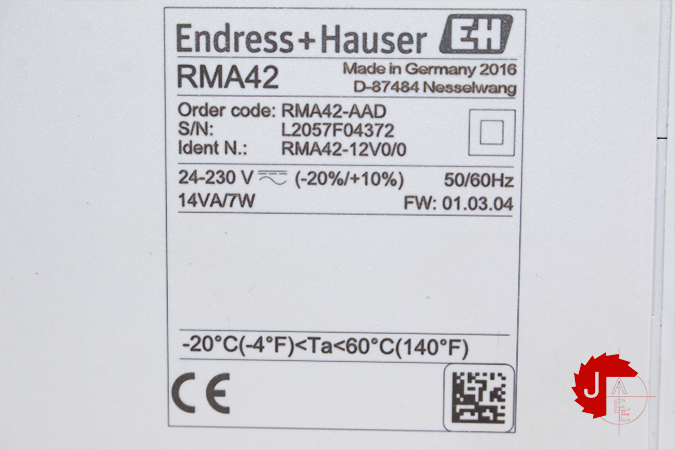 Endress+Hauser EH
RMA42
Made in Germany 2016
D-87484 Nesselwang
Order code: RMA42-AAD
S/N: L2057F04372
Ident N.: RMA42-12V0/0
24-230 V (-20%/+10%) 50/60Hz
14VA/7W FW: 01.03.04
-20°C(-4°F)<Ta<60°C(140°F)
CE
J